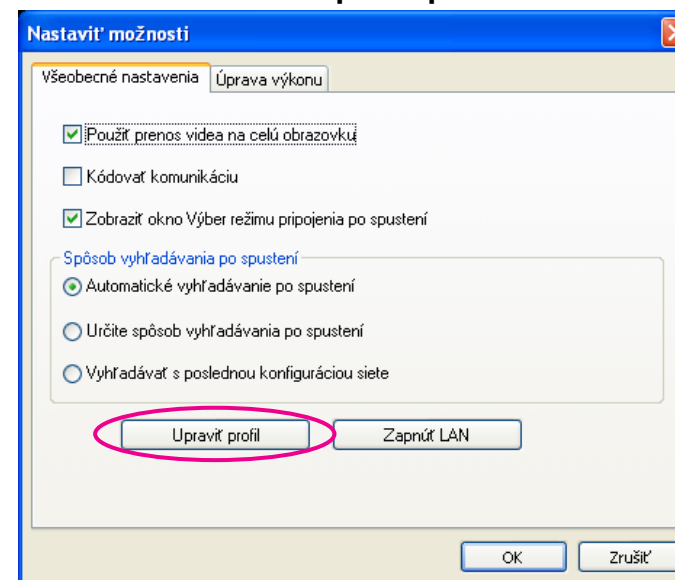 Nastaviť možnosti
Všeobecné nastavenia
Úprava výkonu
Použiť prenos videa na celú obrazovku
Kódovať komunikáciu
Zobraziť okno Výber režimu pripojenia po spustení
Spôsob vyhľadávania po spustení
Automatické vyhľadávanie po spustení
Určite spôsob vyhľadávania po spustení
Vyhľadávať s poslednou konfiguráciou siete
Upraviť profil
Zapnúť LAN
OK
Zrušiť